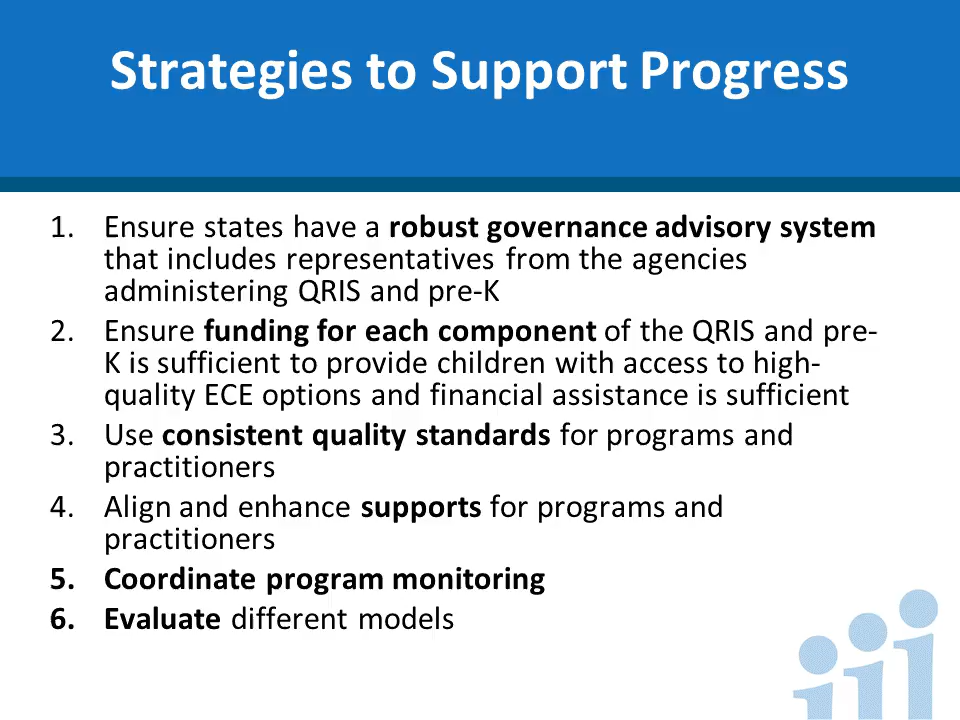 Strategies to Support Progress
1. Ensure states have a robust governance advisory system
that includes representatives from the agencies
administering QRIS and pre-K
2. Ensure funding for each component of the QRIS and pre-
K is sufficient to provide children with access to high-
quality ECE options and financial assistance is sufficient
3. Use consistent quality standards for programs and
practitioners
4. Align and enhance supports for programs and
practitioners
5. Coordinate program monitoring
6. Evaluate different models